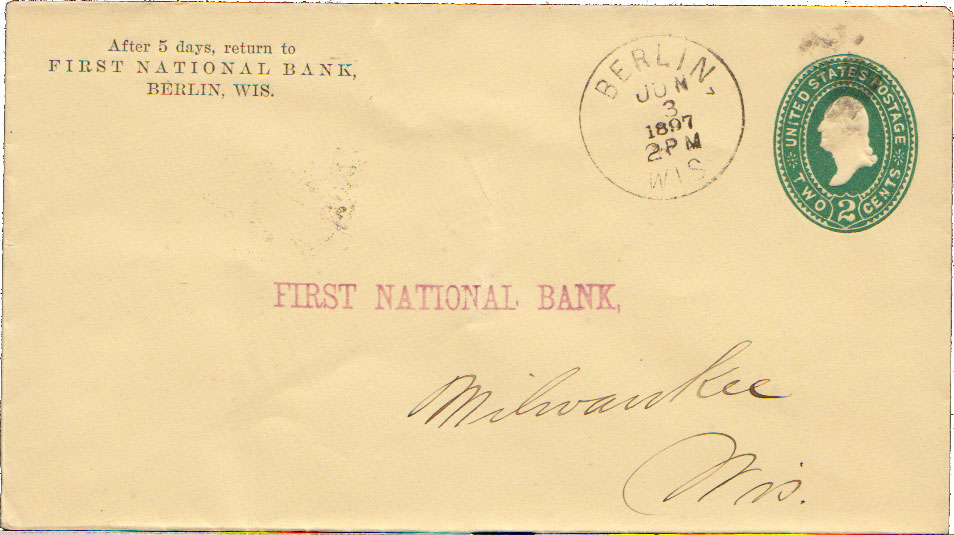 After 5 days, return to
FIRST NATIONAL BANK,
BERLIN, WIS.
BERLIN,
JUN
3
1897
2 PM
WIS
UNITED STATES POSTAGE
TWO 2 CENTS
FIRST NATIONAL BANK,
Milwaukee
Wis.